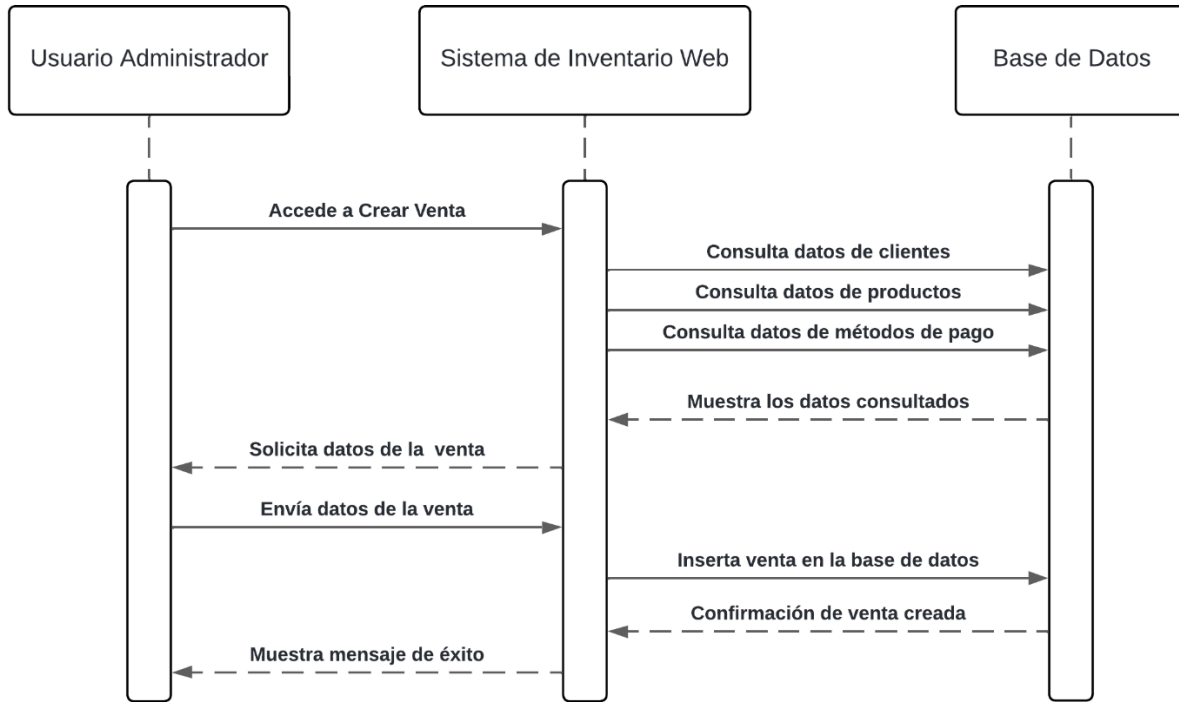 Usuario Administrador
Sistema de Inventario Web
Base de Datos
Accede a Crear Venta
Consulta datos de clientes
Consulta datos de productos
Consulta datos de métodos de pago
Muestra los datos consultados
Solicita datos de la venta
Envía datos de la venta
Inserta venta en la base de datos
Confirmación de venta creada
Muestra mensaje de éxito